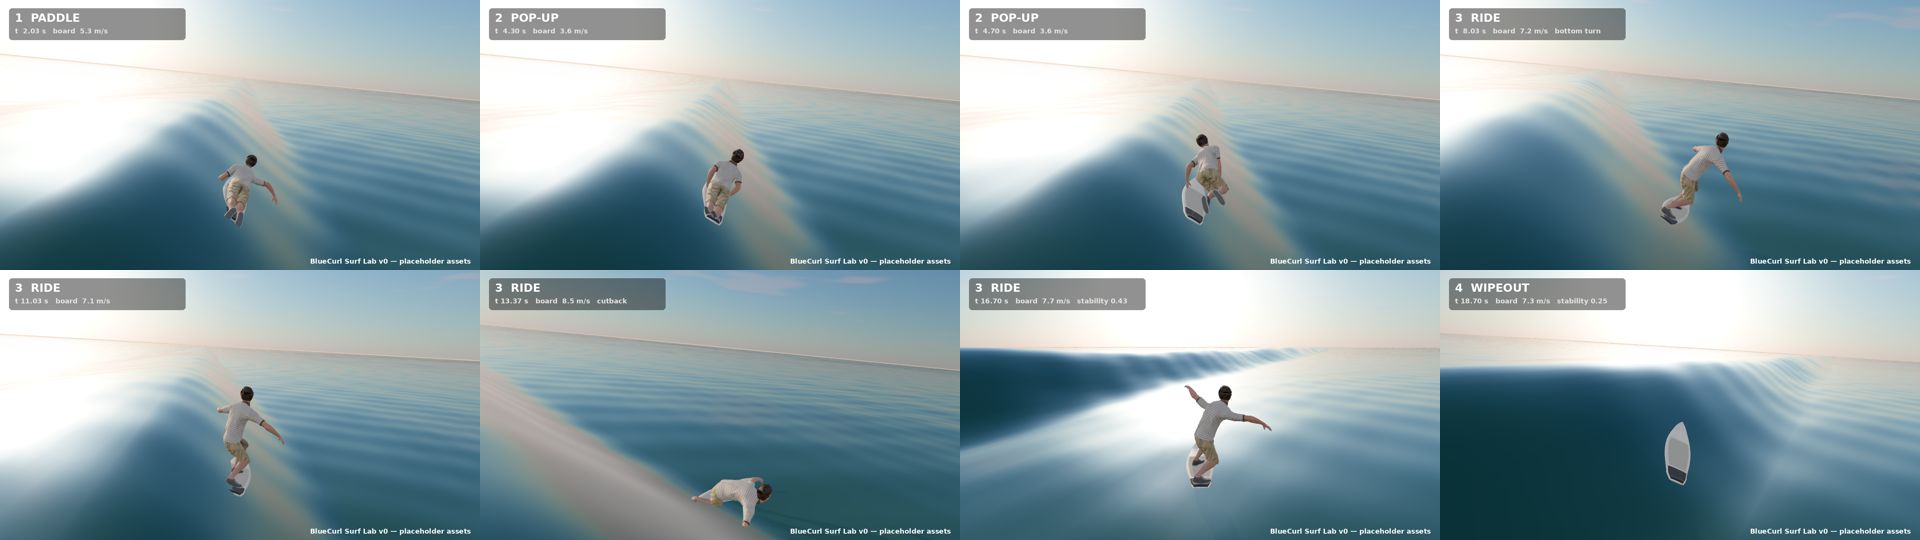 1 PADDLE
t 2.03 s board 5.3 m/s
BlueCurl Surf Lab v0 — placeholder assets
2 POP-UP
t 4.30 s board 3.6 m/s
BlueCurl Surf Lab v0 — placeholder assets
2 POP-UP
t 4.70 s board 3.6 m/s
BlueCurl Surf Lab v0 — placeholder assets
3 RIDE
t 8.03 s board 7.2 m/s bottom turn
BlueCurl Surf Lab v0 — placeholder assets
3 RIDE
t 11.03 s board 7.1 m/s
BlueCurl Surf Lab v0 — placeholder assets
3 RIDE
t 13.37 s board 8.5 m/s cutback
BlueCurl Surf Lab v0 — placeholder assets
3 RIDE
t 16.70 s board 7.7 m/s stability 0.43
BlueCurl Surf Lab v0 — placeholder assets
4 WIPEOUT
t 18.70 s board 7.3 m/s stability 0.25
BlueCurl Surf Lab v0 — placeholder assets